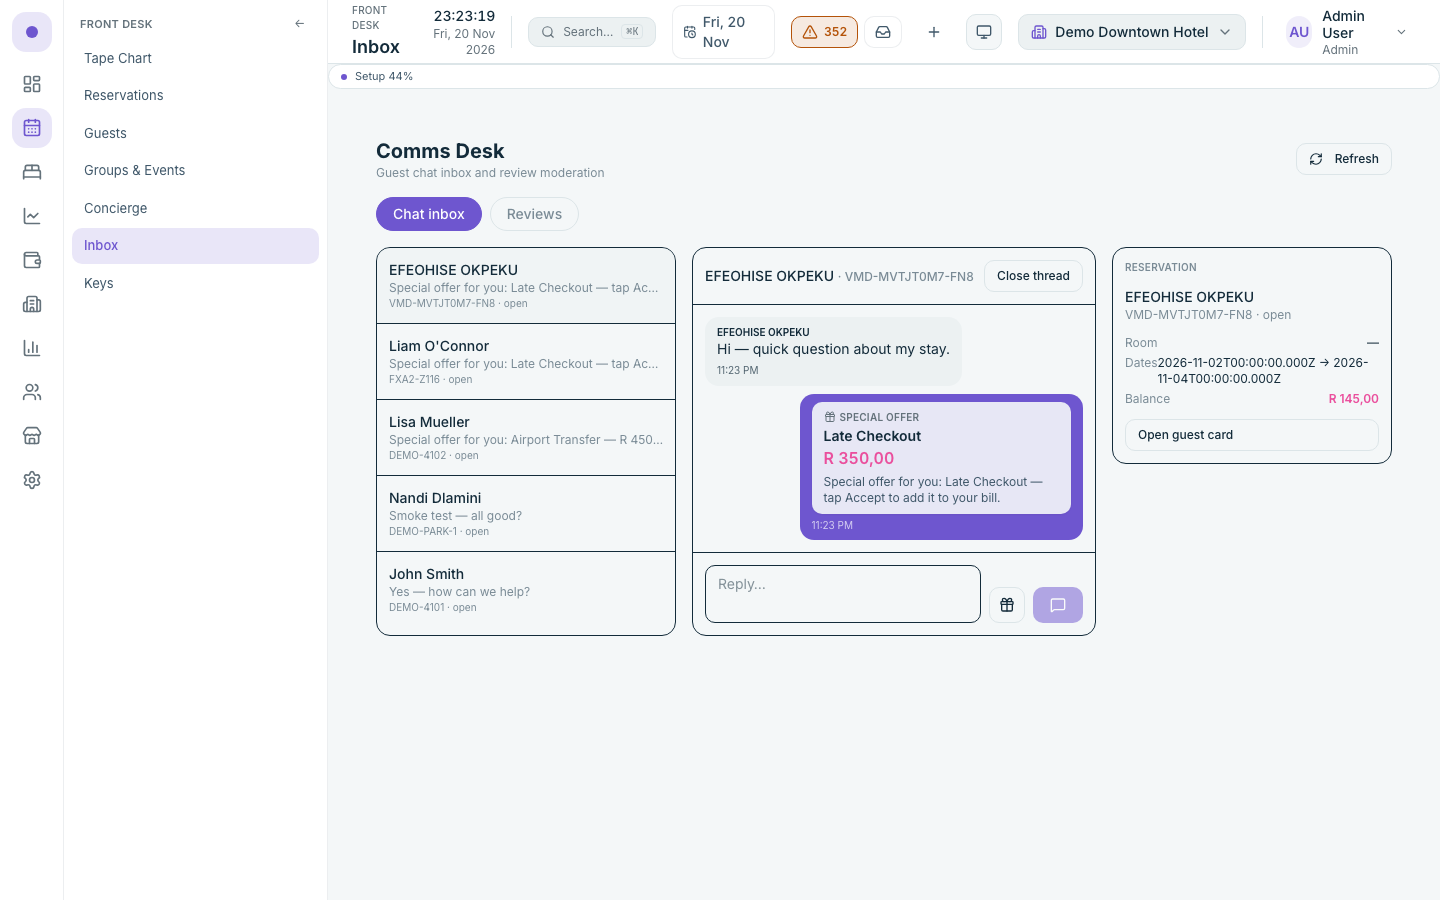 FRONT DESK
Tape Chart
Reservations
Guests
Groups & Events
Concierge
Inbox
Keys
FRONT
DESK
Inbox
23:23:19
Fri, 20 Nov
2026
Search... ⌘K
Fri, 20
Nov
352
Demo Downtown Hotel
AU
Admin
User
Admin
Setup 44%
Comms Desk
Guest chat inbox and review moderation
Refresh
Chat inbox
Reviews
EFEOHISE OKPEKU
Special offer for you: Late Checkout — tap Ac...
VMD-MVTJT0M7-FN8 · open
Liam O'Connor
Special offer for you: Late Checkout — tap Ac...
FXA2-Z116 · open
Lisa Mueller
Special offer for you: Airport Transfer — R 450...
DEMO-4102 · open
Nandi Dlamini
Smoke test — all good?
DEMO-PARK-1 · open
John Smith
Yes — how can we help?
DEMO-4101 · open
EFEOHISE OKPEKU · VMD-MVTJT0M7-FN8
Close thread
EFEOHISE OKPEKU
Hi — quick question about my stay.
11:23 PM
SPECIAL OFFER
Late Checkout
R 350,00
Special offer for you: Late Checkout —
tap Accept to add it to your bill.
11:23 PM
Reply...
RESERVATION
EFEOHISE OKPEKU
VMD-MVTJT0M7-FN8 · open
Room —
Dates 2026-11-02T00:00:00.000Z → 2026-
11-04T00:00:00.000Z
Balance R 145,00
Open guest card